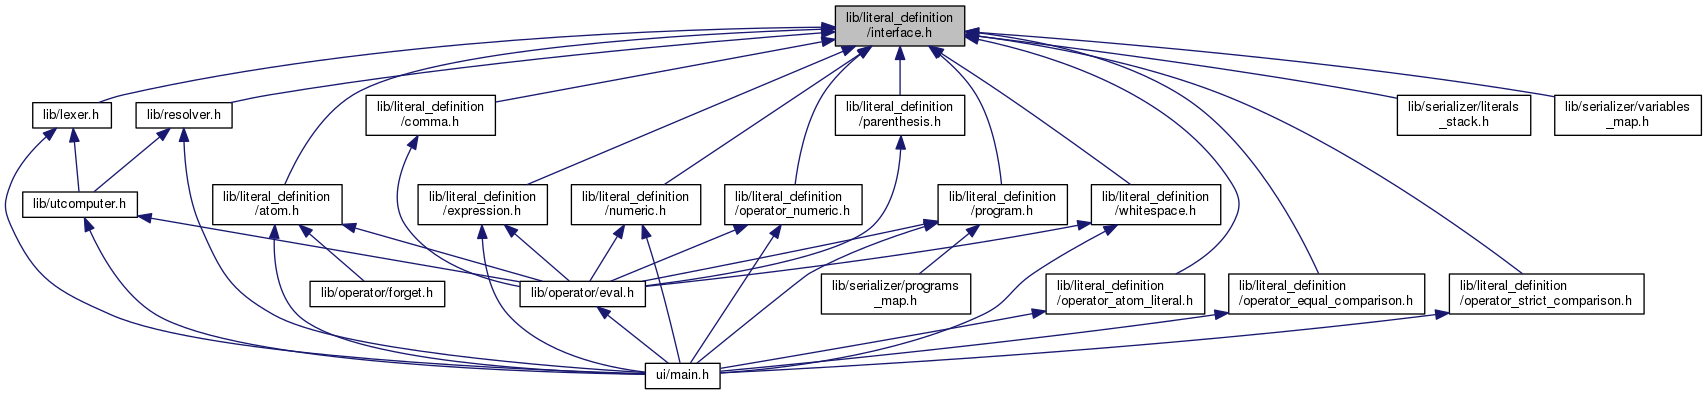 lib/literal_definition
/interface.h
lib/lexer.h
lib/resolver.h
lib/literal_definition
/comma.h
lib/literal_definition
/parenthesis.h
lib/serializer/literals
_stack.h
lib/serializer/variables
_map.h
lib/utcomputer.h
lib/literal_definition
/atom.h
lib/literal_definition
/expression.h
lib/literal_definition
/numeric.h
lib/literal_definition
/operator_numeric.h
lib/literal_definition
/program.h
lib/literal_definition
/whitespace.h
lib/operator/forget.h
lib/operator/eval.h
lib/serializer/programs
_map.h
lib/literal_definition
/operator_atom_literal.h
lib/literal_definition
/operator_equal_comparison.h
lib/literal_definition
/operator_strict_comparison.h
ui/main.h